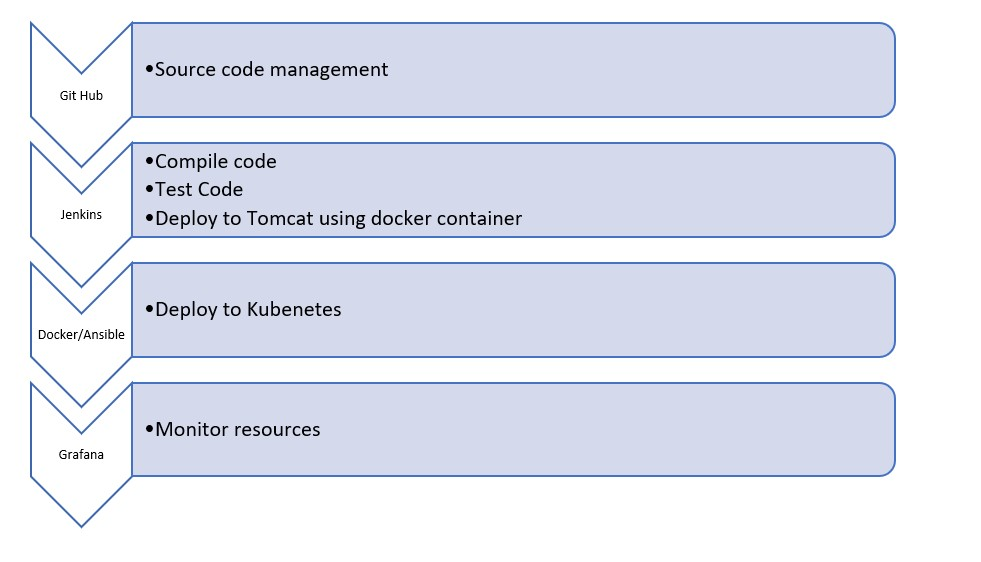 Git Hub
•Source code management
Jenkins
•Compile code
•Test Code
•Deploy to Tomcat using docker container
Docker/Ansible
•Deploy to Kubenetes
Grafana
•Monitor resources